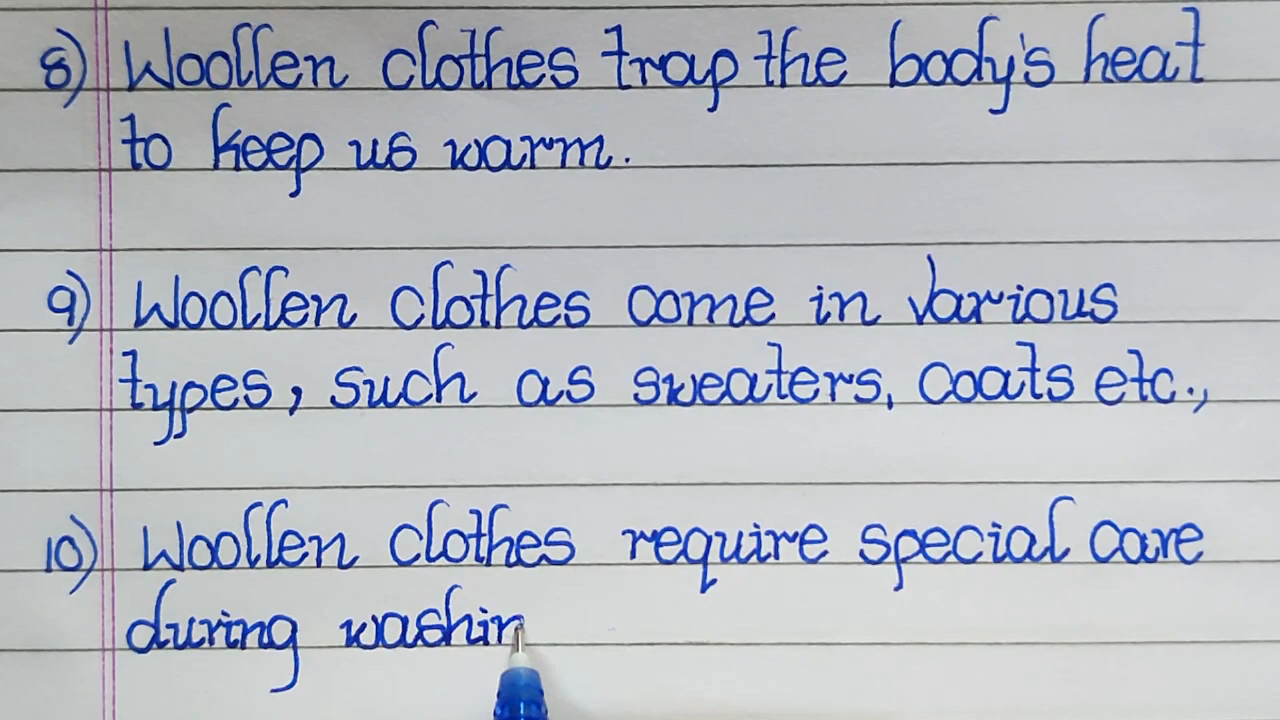 8) Woollen clothes trap the body's heat
to keep us warm.
9) Woollen clothes come in various
types, such as sweaters, coats etc.,
10) Woollen clothes require special care
during washin